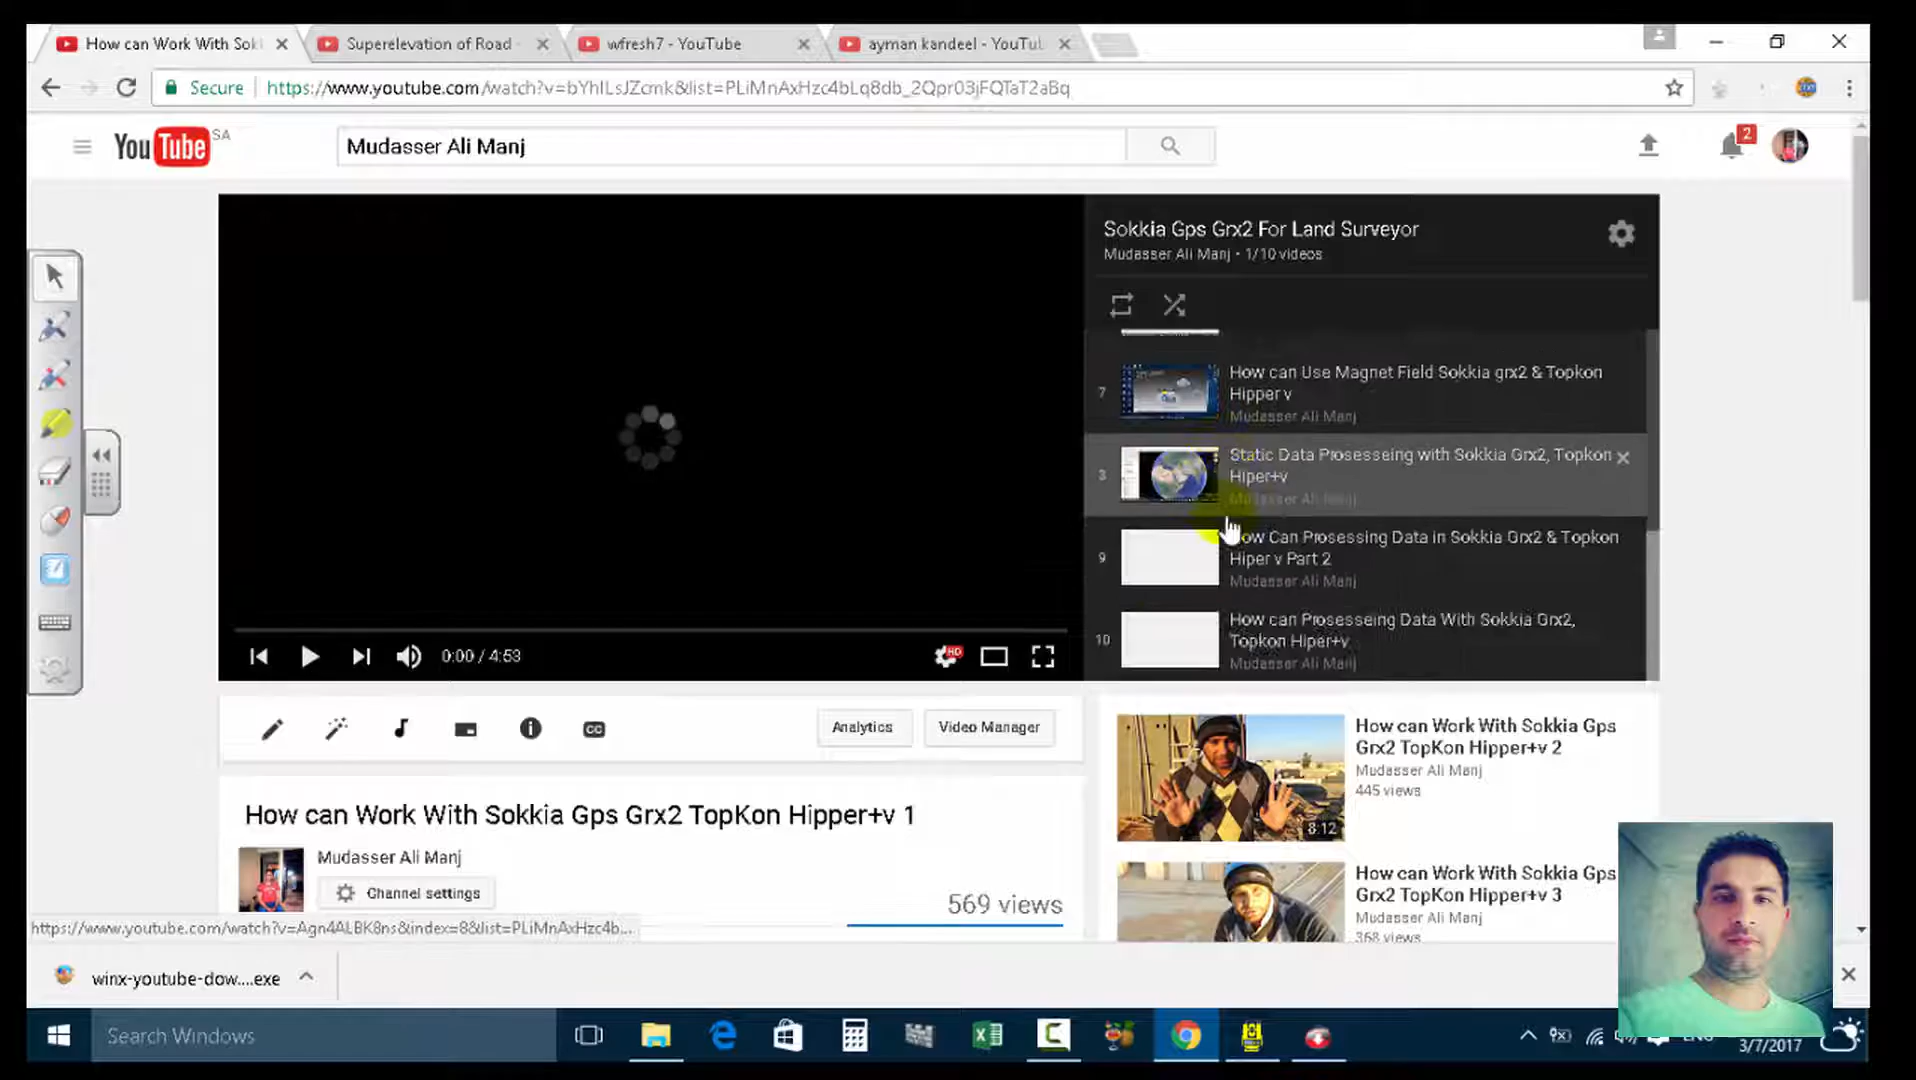 How can Work With Sok
Superelevation of Road -
wfresh7 - YouTube
ayman kandeel - YouTu
Secure
https://www.youtube.com/watch?v=bYhlLsJZcmk&list=PLiMnAxHzc4bLq8db_2Qpr03jFQTaT2aBq
YouTube SA
Mudasser Ali Manj
2
Sokkia Gps Grx2 For Land Surveyor
Mudasser Ali Manj • 1/10 videos
7
How can Use Magnet Field Sokkia grx2 & Topkon
Hipper v
Mudasser Ali Manj
Static Data Prosesseing with Sokkia Grx2, Topkon
Hiper+v
Mudasser Ali Manj
9
How Can Prosessing Data in Sokkia Grx2 & Topkon
Hiper v Part 2
Mudasser Ali Manj
10
How can Prosesseing Data With Sokkia Grx2,
Topkon Hiper+v
Mudasser Ali Manj
0:00 / 4:53
HD
Analytics
Video Manager
How can Work With Sokkia Gps Grx2 TopKon Hipper+v 1
Mudasser Ali Manj
Channel settings
569 views
How can Work With Sokkia Gps
Grx2 TopKon Hipper+v 2
Mudasser Ali Manj
445 views
8:12
How can Work With Sokkia Gps
Grx2 TopKon Hipper+v 3
Mudasser Ali Manj
368 views
https://www.youtube.com/watch?v=Agn4ALBK8ns&index=8&list=PLiMnAxHzc4b...
winx-youtube-dow....exe
Search Windows
ENG
3/7/2017